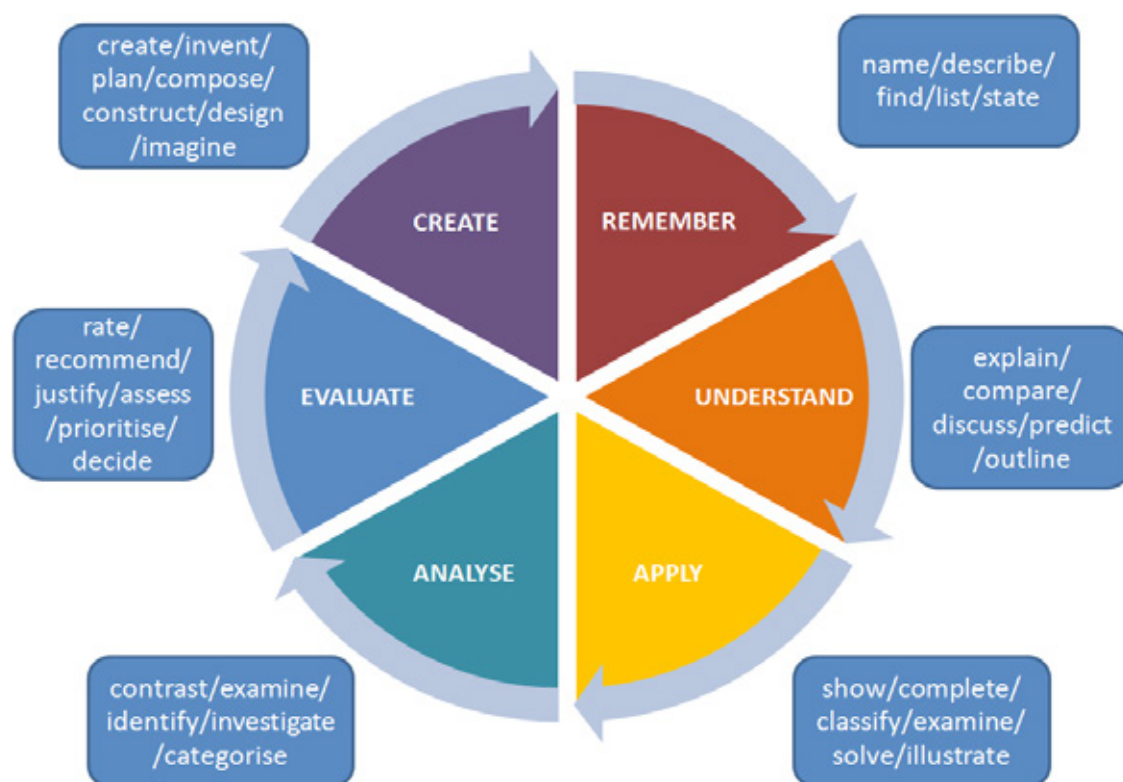 create/invent/
plan/compose/
construct/design
/imagine
name/describe/
find/list/state
CREATE
REMEMBER
rate/
recommend/
justify/assess
/prioritise/
decide
EVALUATE
UNDERSTAND
explain/
compare/
discuss/predict
/outline
ANALYSE
APPLY
contrast/examine/
identify/investigate
/categorise
show/complete/
classify/examine/
solve/illustrate